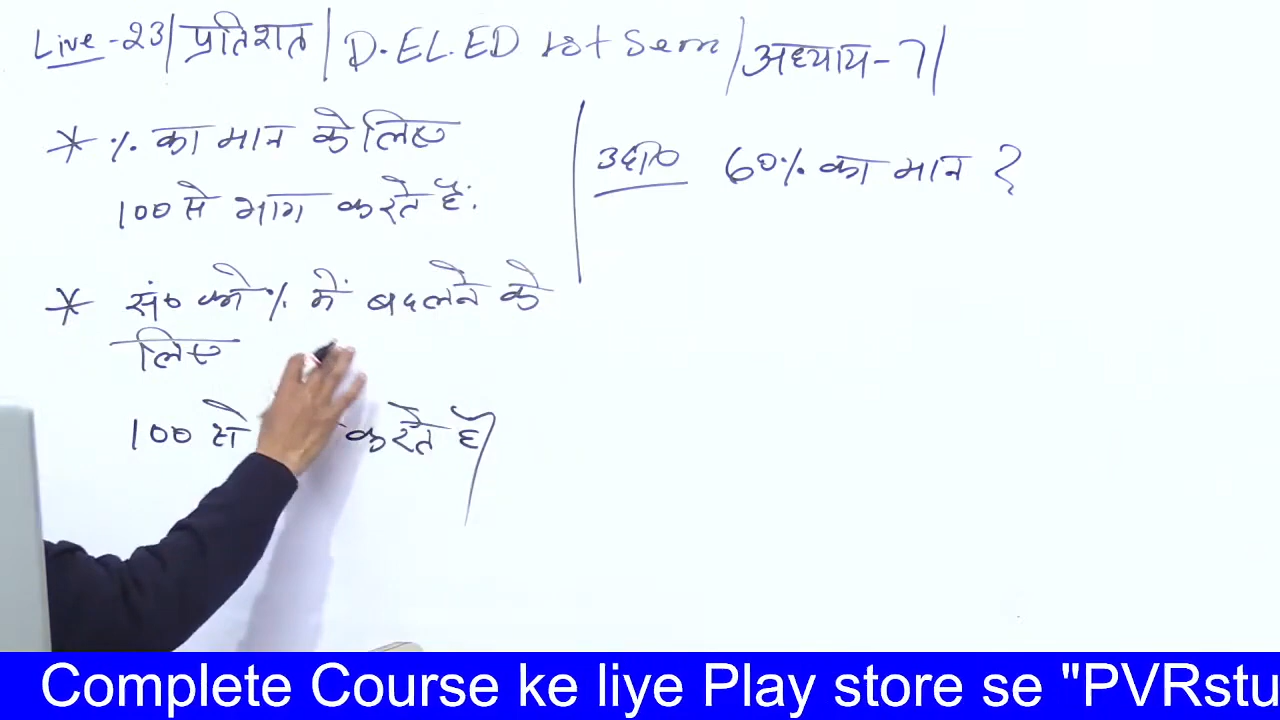 Live-23/प्रतिशत/D.EL.ED 1st Sem/अध्याय-7/
* % का मान के लिए
100 से भाग करते हैं.
* सं० को % में बदलने के
लिए
100 से करते है
उदा० 60% का मान ?
Complete Course ke liye Play store se "PVRstu